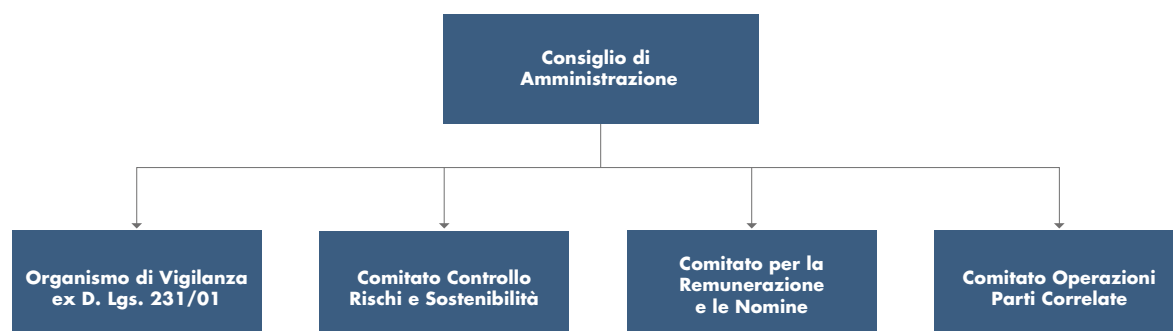 Consiglio di
Amministrazione
Organismo di Vigilanza
ex D. Lgs. 231/01
Comitato Controllo
Rischi e Sostenibilità
Comitato per la
Remunerazione
e le Nomine
Comitato Operazioni
Parti Correlate